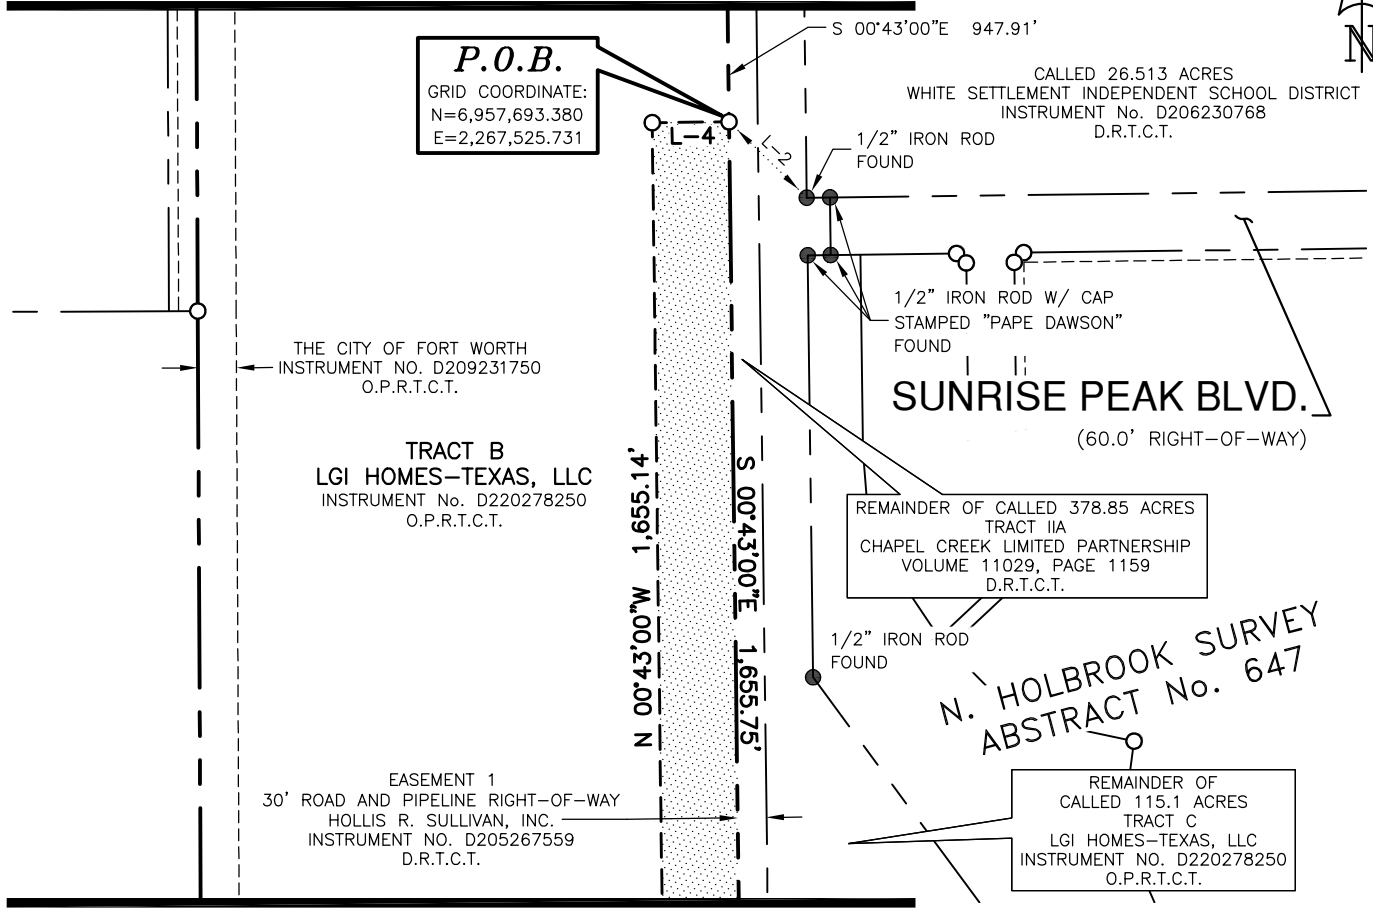 S 00°43'00"E 947.91'
N
P.O.B.
GRID COORDINATE:
N=6,957,693.380
E=2,267,525.731
CALLED 26.513 ACRES
WHITE SETTLEMENT INDEPENDENT SCHOOL DISTRICT
INSTRUMENT No. D206230768
D.R.T.C.T.
L-4
L-2
1/2" IRON ROD
FOUND
1/2" IRON ROD W/ CAP
STAMPED "PAPE DAWSON"
FOUND
THE CITY OF FORT WORTH
INSTRUMENT NO. D209231750
O.P.R.T.C.T.
SUNRISE PEAK BLVD.
(60.0' RIGHT-OF-WAY)
TRACT B
LGI HOMES-TEXAS, LLC
INSTRUMENT No. D220278250
O.P.R.T.C.T.
N 00°43'00"W 1,655.14'
S 00°43'00"E 1,655.75'
REMAINDER OF CALLED 378.85 ACRES
TRACT IIA
CHAPEL CREEK LIMITED PARTNERSHIP
VOLUME 11029, PAGE 1159
D.R.T.C.T.
1/2" IRON ROD
FOUND
N. HOLBROOK SURVEY
ABSTRACT No. 647
EASEMENT 1
30' ROAD AND PIPELINE RIGHT-OF-WAY
HOLLIS R. SULLIVAN, INC.
INSTRUMENT NO. D205267559
D.R.T.C.T.
REMAINDER OF
CALLED 115.1 ACRES
TRACT C
LGI HOMES-TEXAS, LLC
INSTRUMENT NO. D220278250
O.P.R.T.C.T.